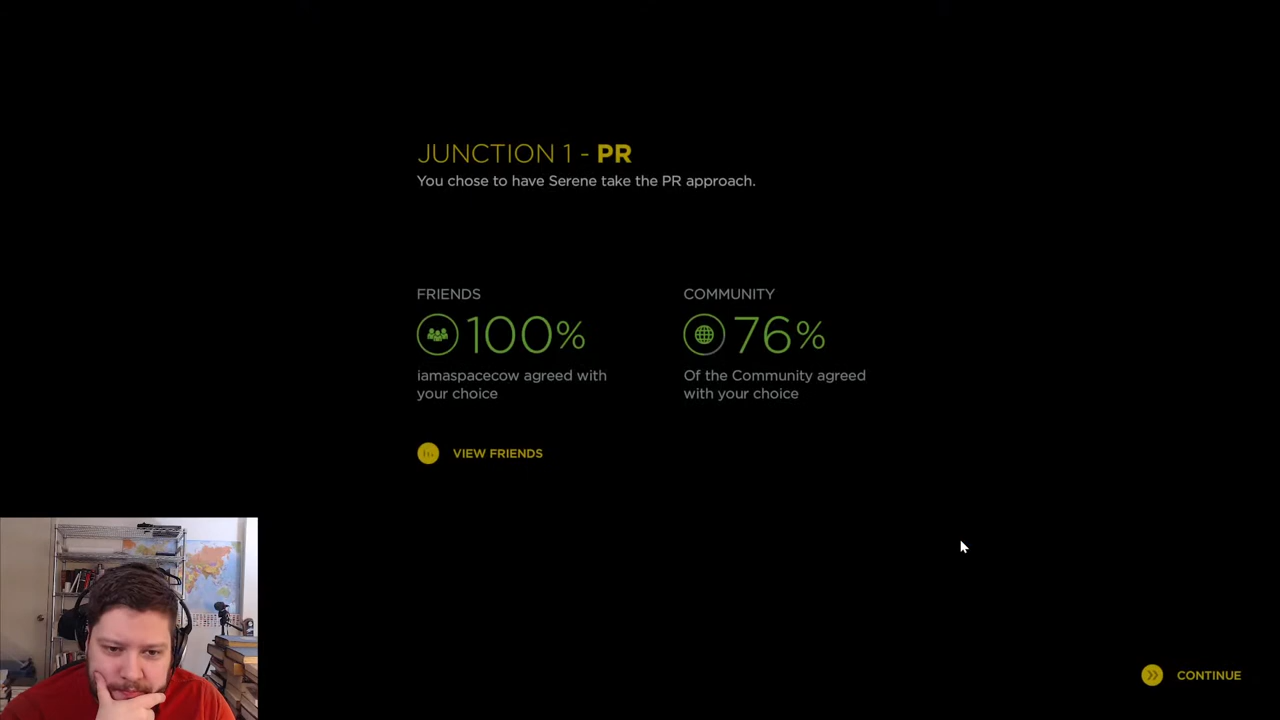 JUNCTION 1 - PR
You chose to have Serene take the PR approach.
FRIENDS
100%
iamaspacecow agreed with
your choice
COMMUNITY
76%
Of the Community agreed
with your choice
VIEW FRIENDS
CONTINUE